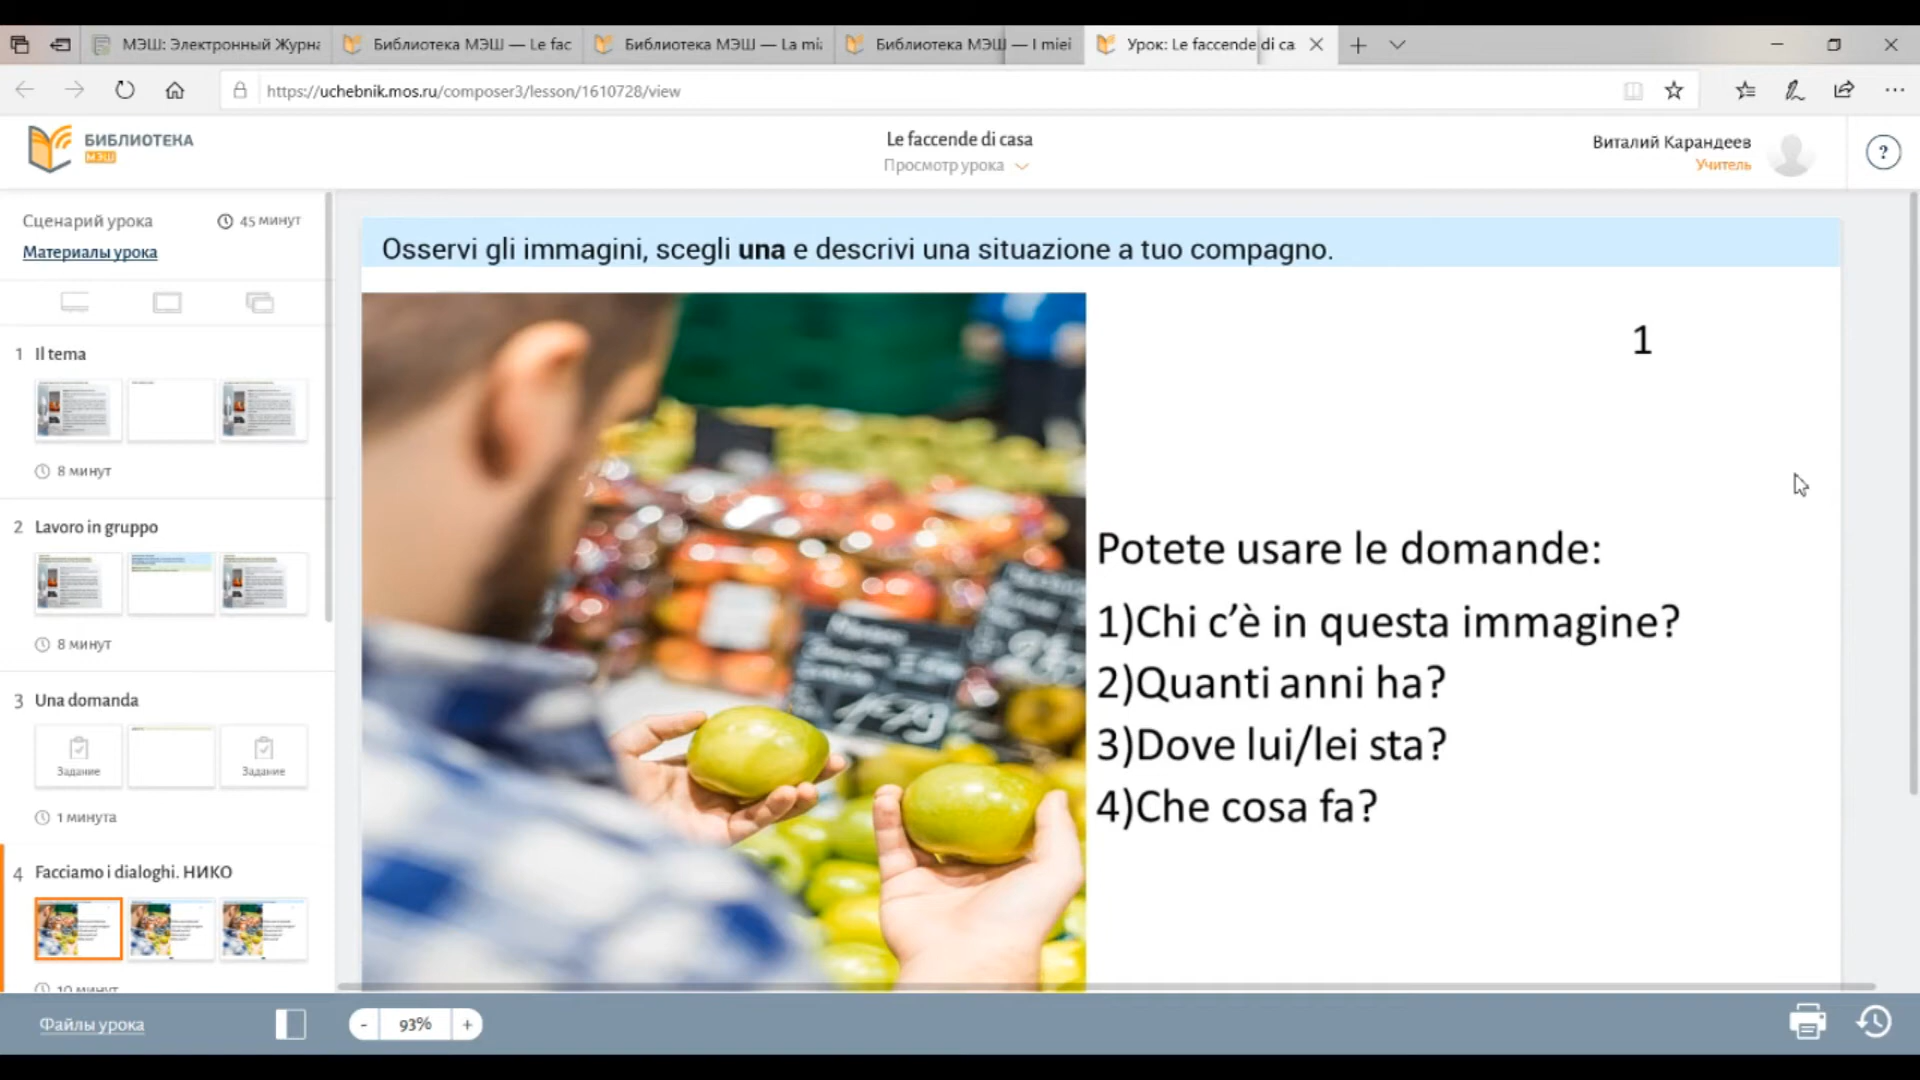 МЭШ: Электронный Журна
Библиотека МЭШ — Le fac
Библиотека МЭШ — La mi
Библиотека МЭШ — I miei
Урок: Le faccende di ca
https://uchebnik.mos.ru/composer3/lesson/1610728/view
БИБЛИОТЕКА
МЭШ
Le faccende di casa
Просмотр урока
Виталий Карандеев
Учитель
?
Сценарий урока
45 минут
Материалы урока
1 Il tema
8 минут
2 Lavoro in gruppo
8 минут
3 Una domanda
Задание
Задание
1 минута
4 Facciamo i dialoghi. НИКО
10 минут
Osservi gli immagini, scegli una e descrivi una situazione a tuo compagno.
1
Potete usare le domande:
1)Chi c’è in questa immagine?
2)Quanti anni ha?
3)Dove lui/lei sta?
4)Che cosa fa?
Файлы урока
- 93% +